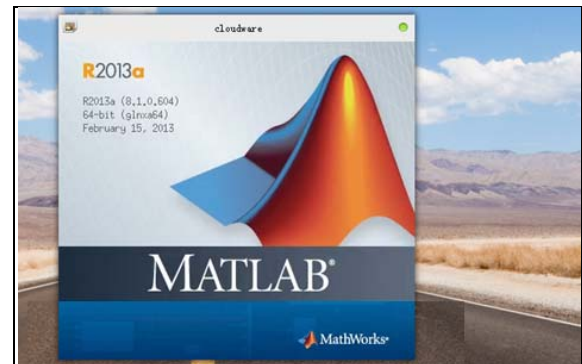 cloudware
R2013a
R2013a (8.1.0.604)
64-bit (glnxa64)
February 15, 2013
MATLAB®
MathWorks®